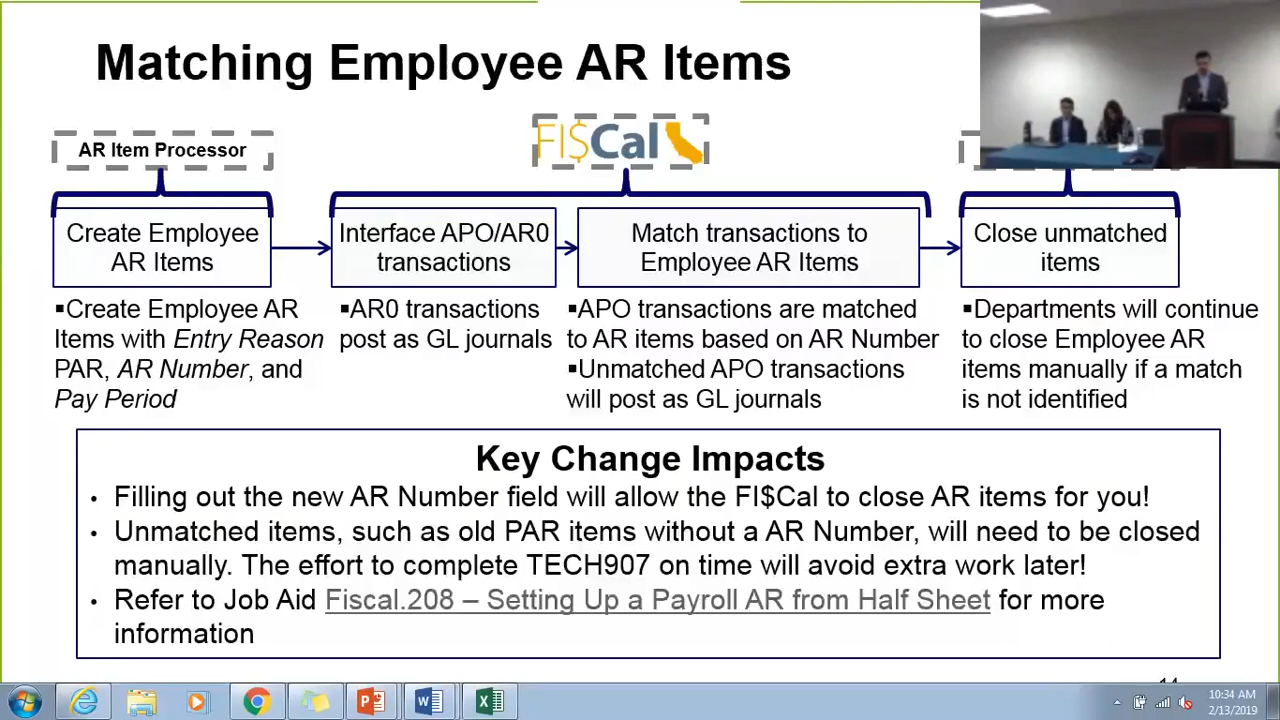 Matching Employee AR Items
AR Item Processor
FI$Cal
Create Employee
AR Items
Interface APO/AR0
transactions
Match transactions to
Employee AR Items
Close unmatched
items
▪Create Employee AR
Items with Entry Reason
PAR, AR Number, and
Pay Period
▪AR0 transactions
post as GL journals
▪APO transactions are matched
to AR items based on AR Number
▪Unmatched APO transactions
will post as GL journals
▪Departments will continue
to close Employee AR
items manually if a match
is not identified
Key Change Impacts
• Filling out the new AR Number field will allow the FI$Cal to close AR items for you!
• Unmatched items, such as old PAR items without a AR Number, will need to be closed
manually. The effort to complete TECH907 on time will avoid extra work later!
• Refer to Job Aid Fiscal.208 – Setting Up a Payroll AR from Half Sheet for more
information
10:34 AM
2/13/2019